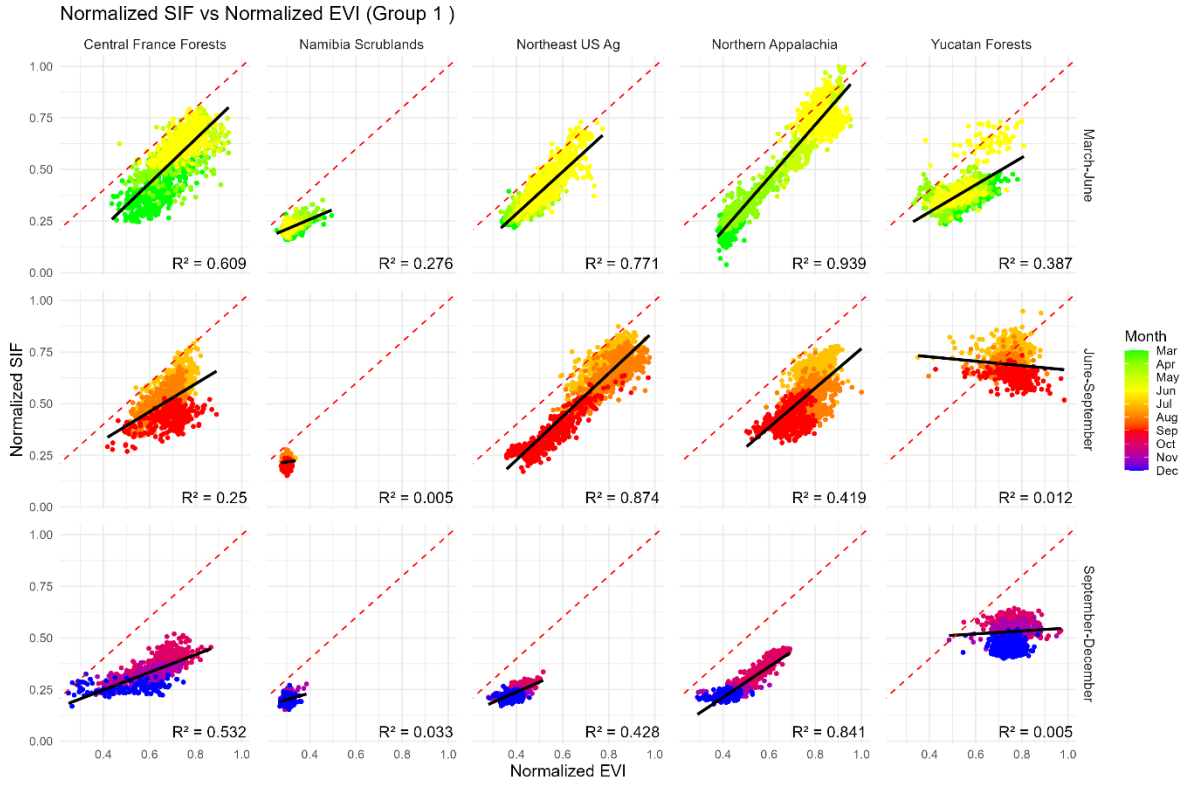 Normalized SIF vs Normalized EVI (Group 1 )
Central France Forests
Namibia Scrublands
Northeast US Ag
Northern Appalachia
Yucatan Forests
1.00
0.75
0.50
0.25
0.00
R² = 0.609
R² = 0.276
R² = 0.771
R² = 0.939
R² = 0.387
March-June
1.00
0.75
0.50
0.25
0.00
R² = 0.25
R² = 0.005
R² = 0.874
R² = 0.419
R² = 0.012
June-September
Normalized SIF
1.00
0.75
0.50
0.25
0.00
R² = 0.532
R² = 0.033
R² = 0.428
R² = 0.841
R² = 0.005
September-December
0.4 0.6 0.8 1.0
0.4 0.6 0.8 1.0
0.4 0.6 0.8 1.0
0.4 0.6 0.8 1.0
0.4 0.6 0.8 1.0
Normalized EVI
Month
Mar
Apr
May
Jun
Jul
Aug
Sep
Oct
Nov
Dec